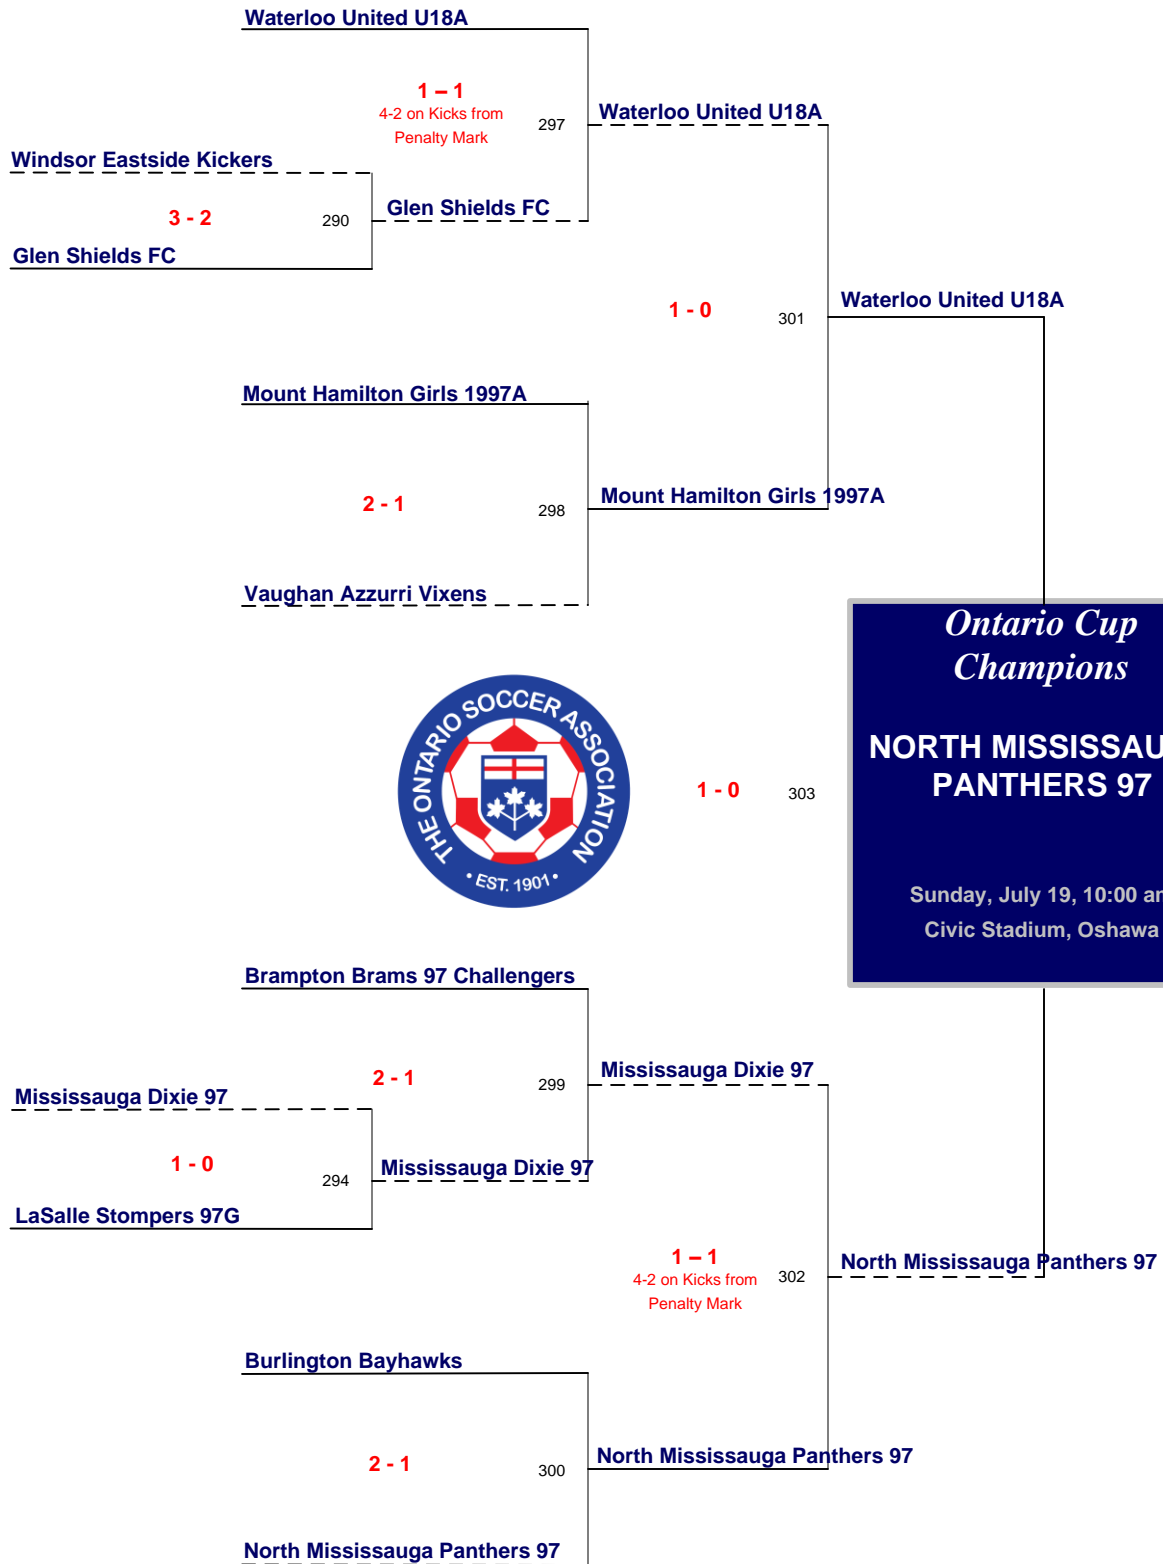 Waterloo United U18A
1 – 1
4-2 on Kicks from
Penalty Mark
297
Waterloo United U18A
Windsor Eastside Kickers
3 - 2
290
Glen Shields FC
Glen Shields FC
1 - 0
301
Waterloo United U18A
Mount Hamilton Girls 1997A
2 - 1
298
Mount Hamilton Girls 1997A
Vaughan Azzurri Vixens
Ontario Cup
Champions
NORTH MISSISSAU
PANTHERS 97
THE ONTARIO SOCCER ASSOCIATION
• EST. 1901 •
1 - 0
303
Sunday, July 19, 10:00 a
Civic Stadium, Oshawa
Brampton Brams 97 Challengers
2 - 1
299
Mississauga Dixie 97
Mississauga Dixie 97
1 - 0
294
Mississauga Dixie 97
LaSalle Stompers 97G
1 – 1
4-2 on Kicks from
Penalty Mark
302
North Mississauga Panthers 97
Burlington Bayhawks
2 - 1
300
North Mississauga Panthers 97
North Mississauga Panthers 97